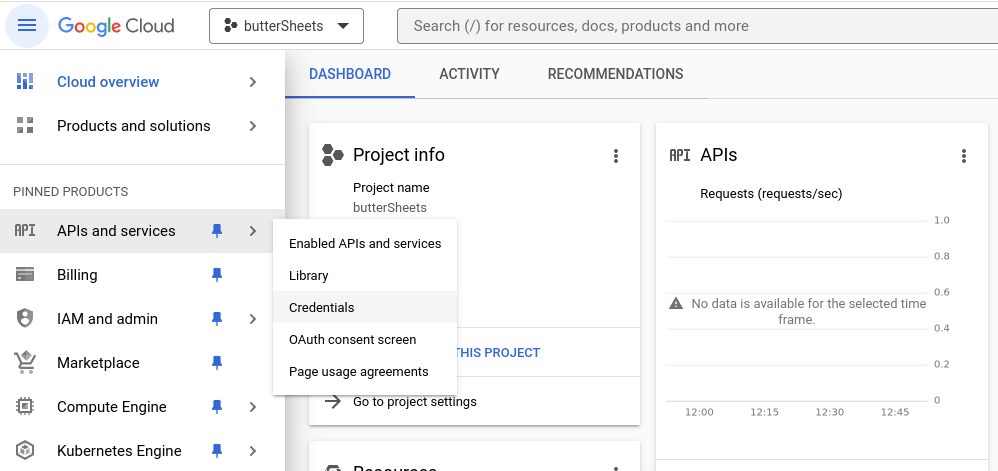 Google Cloud
butterSheets
Search (/) for resources, docs, products and more
Cloud overview
Products and solutions
PINNED PRODUCTS
API APIs and services
Billing
IAM and admin
Marketplace
Compute Engine
Kubernetes Engine
Enabled APIs and services
Library
Credentials
OAuth consent screen
Page usage agreements
DASHBOARD
ACTIVITY
RECOMMENDATIONS
Project info
Project name
butterSheets
THIS PROJECT
Go to project settings
Resources
API APIs
Requests (requests/sec)
1.0
0.8
0.6
No data is available for the selected time
frame.
0.4
0.2
0
12:00 12:15 12:30 12:45